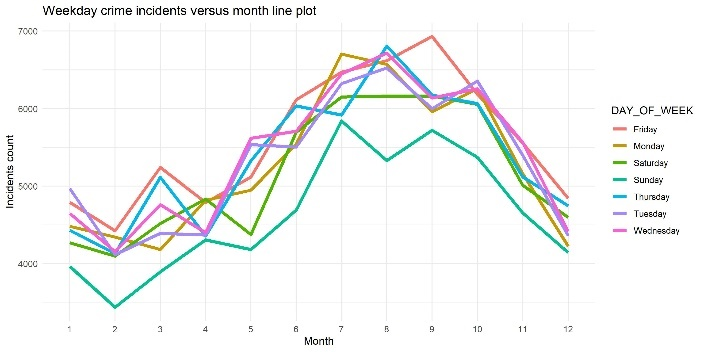 Weekday crime incidents versus month line plot
7000
6000
5000
4000
Incidents count
1 2 3 4 5 6 7 8 9 10 11 12
Month
DAY_OF_WEEK
Friday
Monday
Saturday
Sunday
Thursday
Tuesday
Wednesday